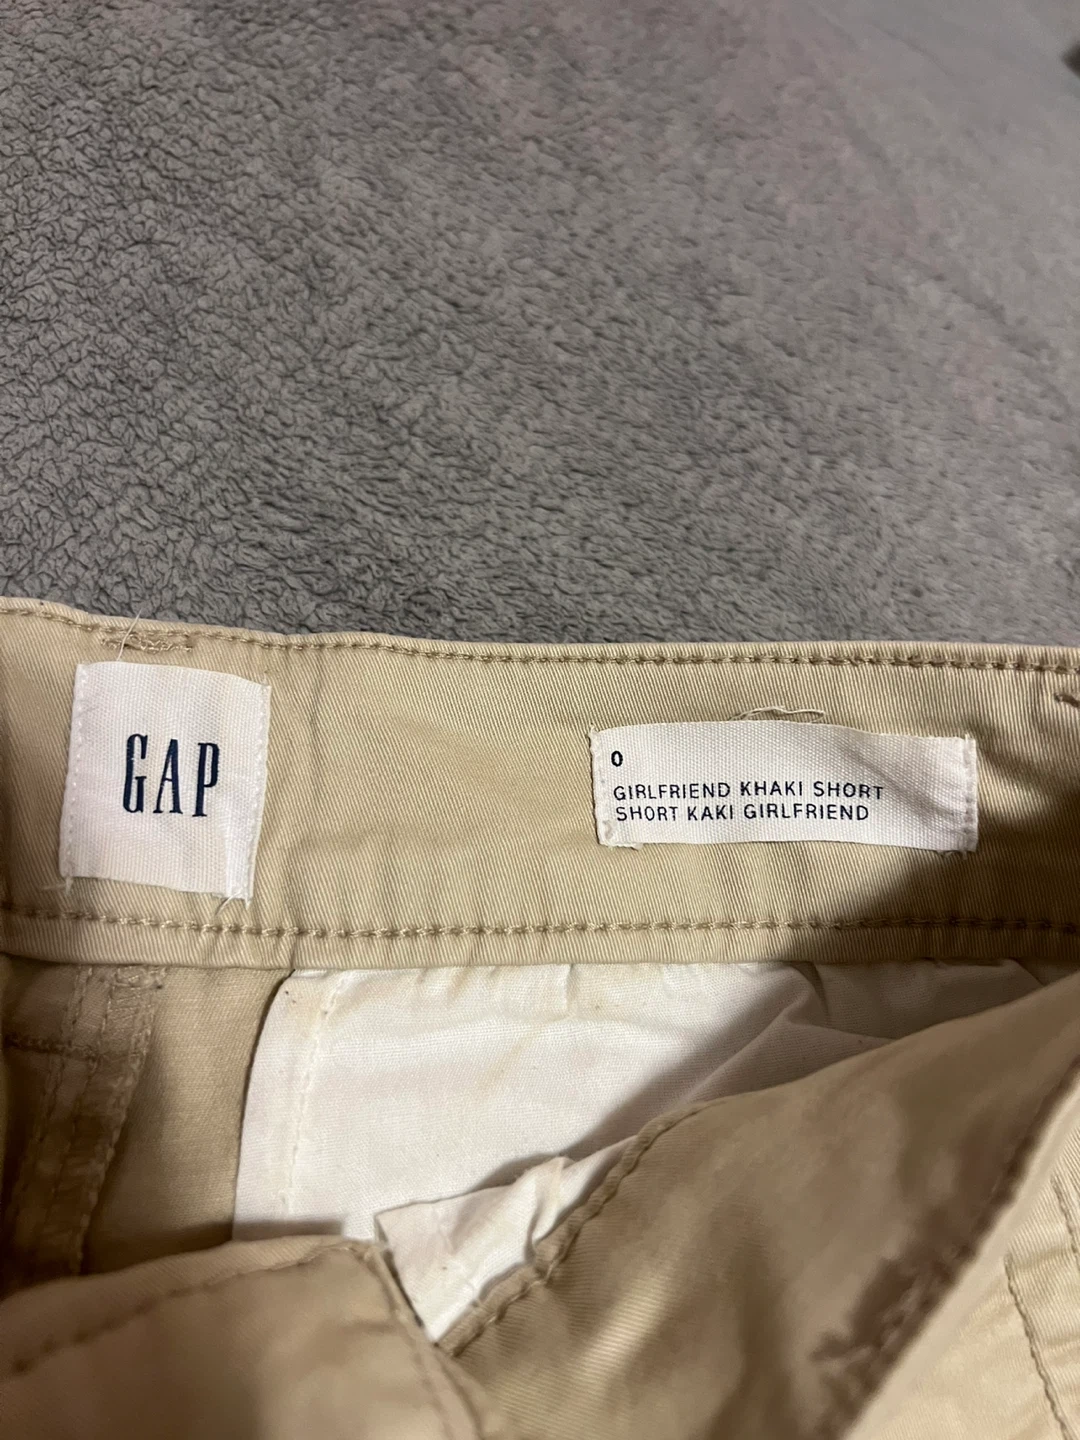 GAP
0
GIRLFRIEND KHAKI SHORT
SHORT KAKI GIRLFRIEND